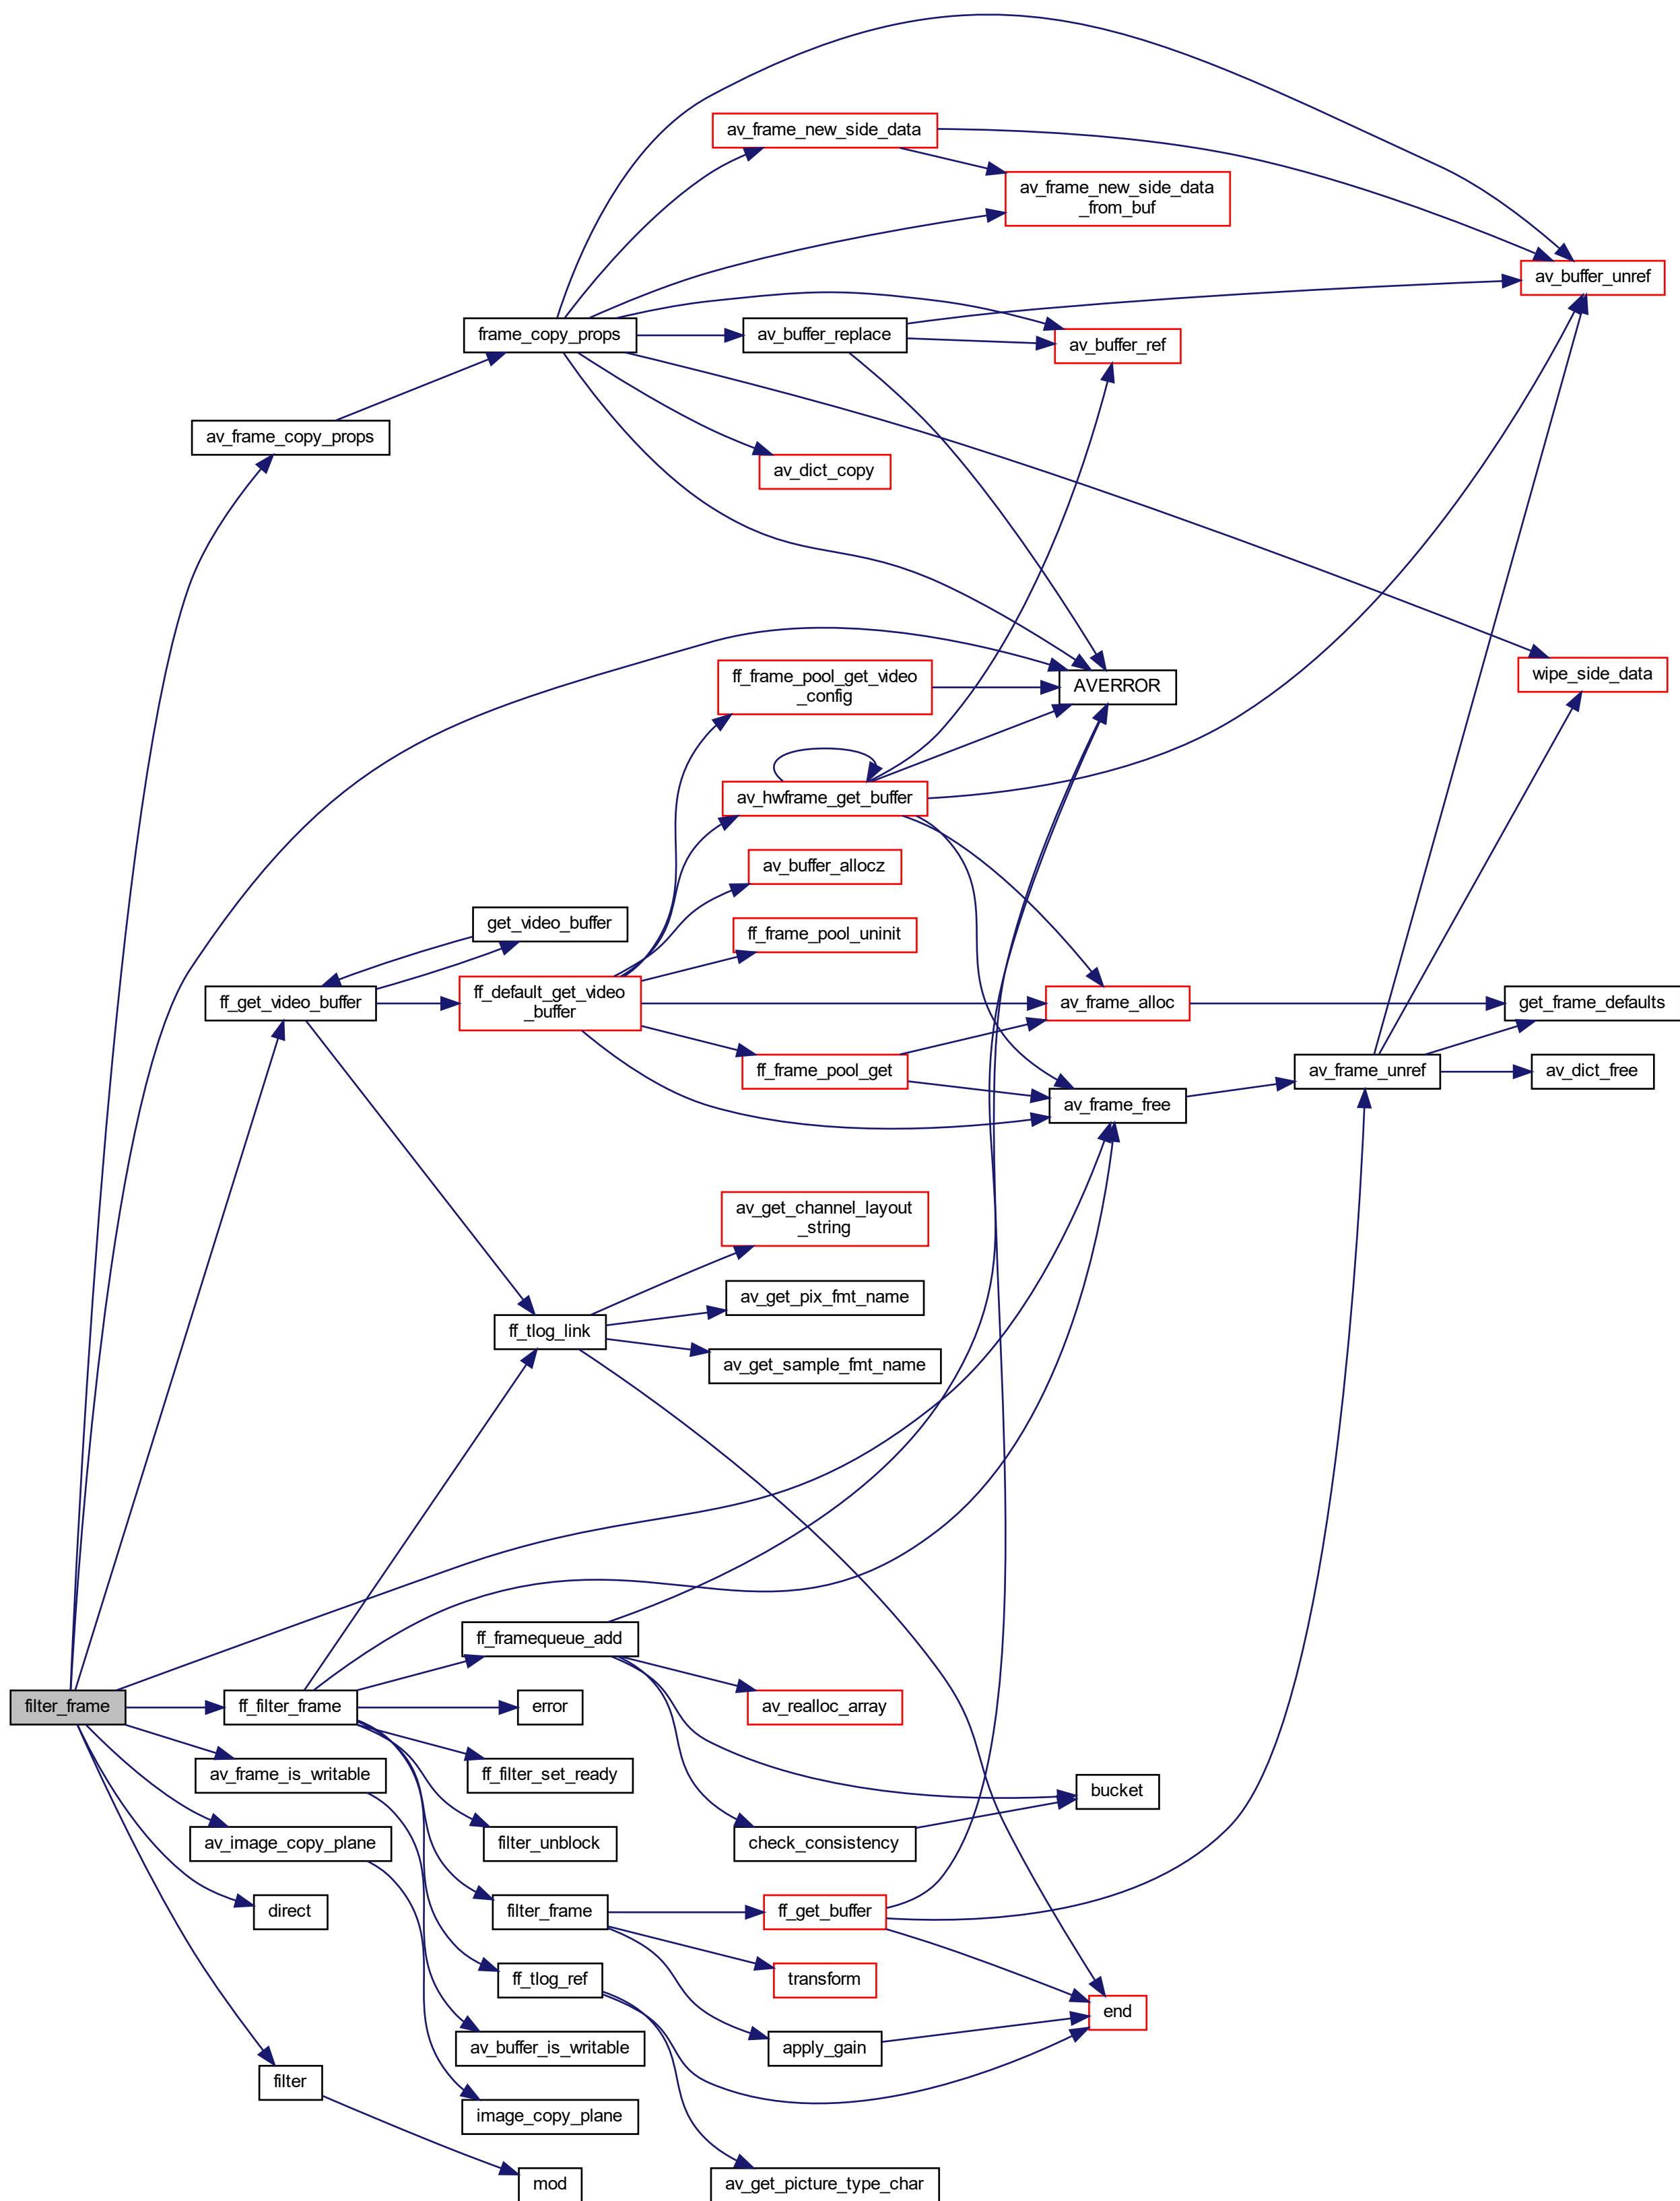 av_frame_new_side_data
av_frame_new_side_data
_from_buf
av_buffer_unref
frame_copy_props
av_buffer_replace
av_buffer_ref
av_frame_copy_props
av_dict_copy
ff_frame_pool_get_video
_config
AVERROR
wipe_side_data
av_hwframe_get_buffer
av_buffer_allocz
get_video_buffer
ff_frame_pool_uninit
ff_get_video_buffer
ff_default_get_video
_buffer
av_frame_alloc
get_frame_defaults
ff_frame_pool_get
av_frame_unref
av_dict_free
av_frame_free
av_get_channel_layout
_string
av_get_pix_fmt_name
ff_tlog_link
av_get_sample_fmt_name
ff_framequeue_add
filter_frame
ff_filter_frame
error
av_realloc_array
av_frame_is_writable
ff_filter_set_ready
bucket
av_image_copy_plane
filter_unblock
check_consistency
direct
filter_frame
ff_get_buffer
ff_tlog_ref
transform
end
av_buffer_is_writable
apply_gain
filter
image_copy_plane
mod
av_get_picture_type_char